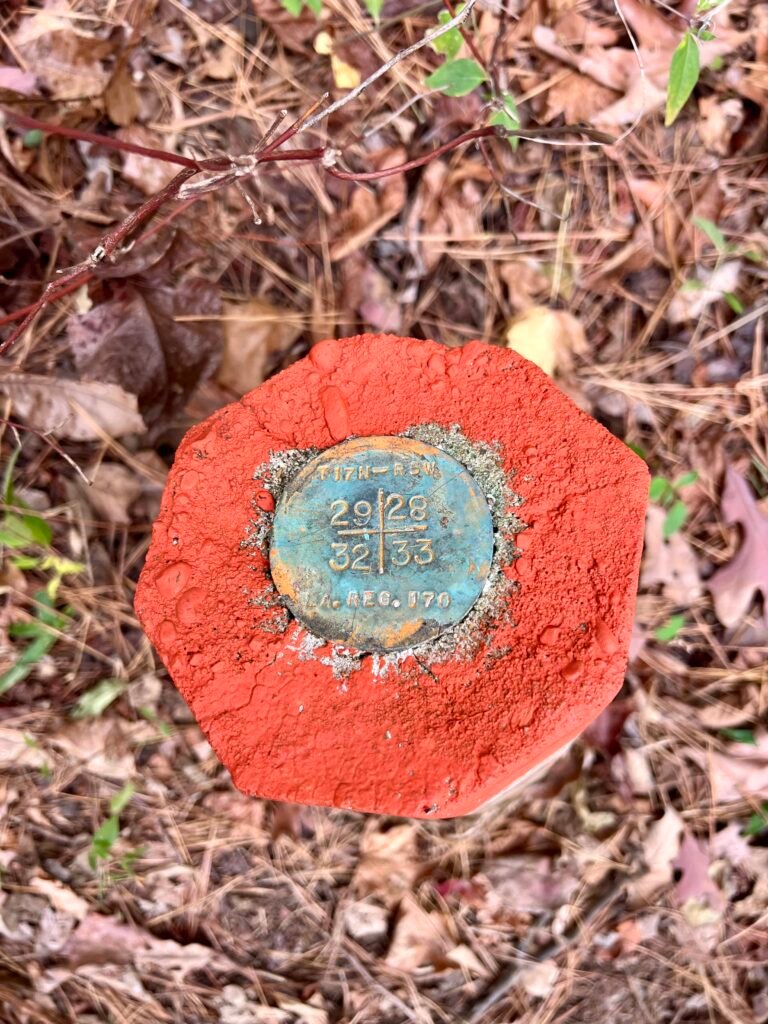 T17N-R5W
29 28
32 33
LA. REG. 170